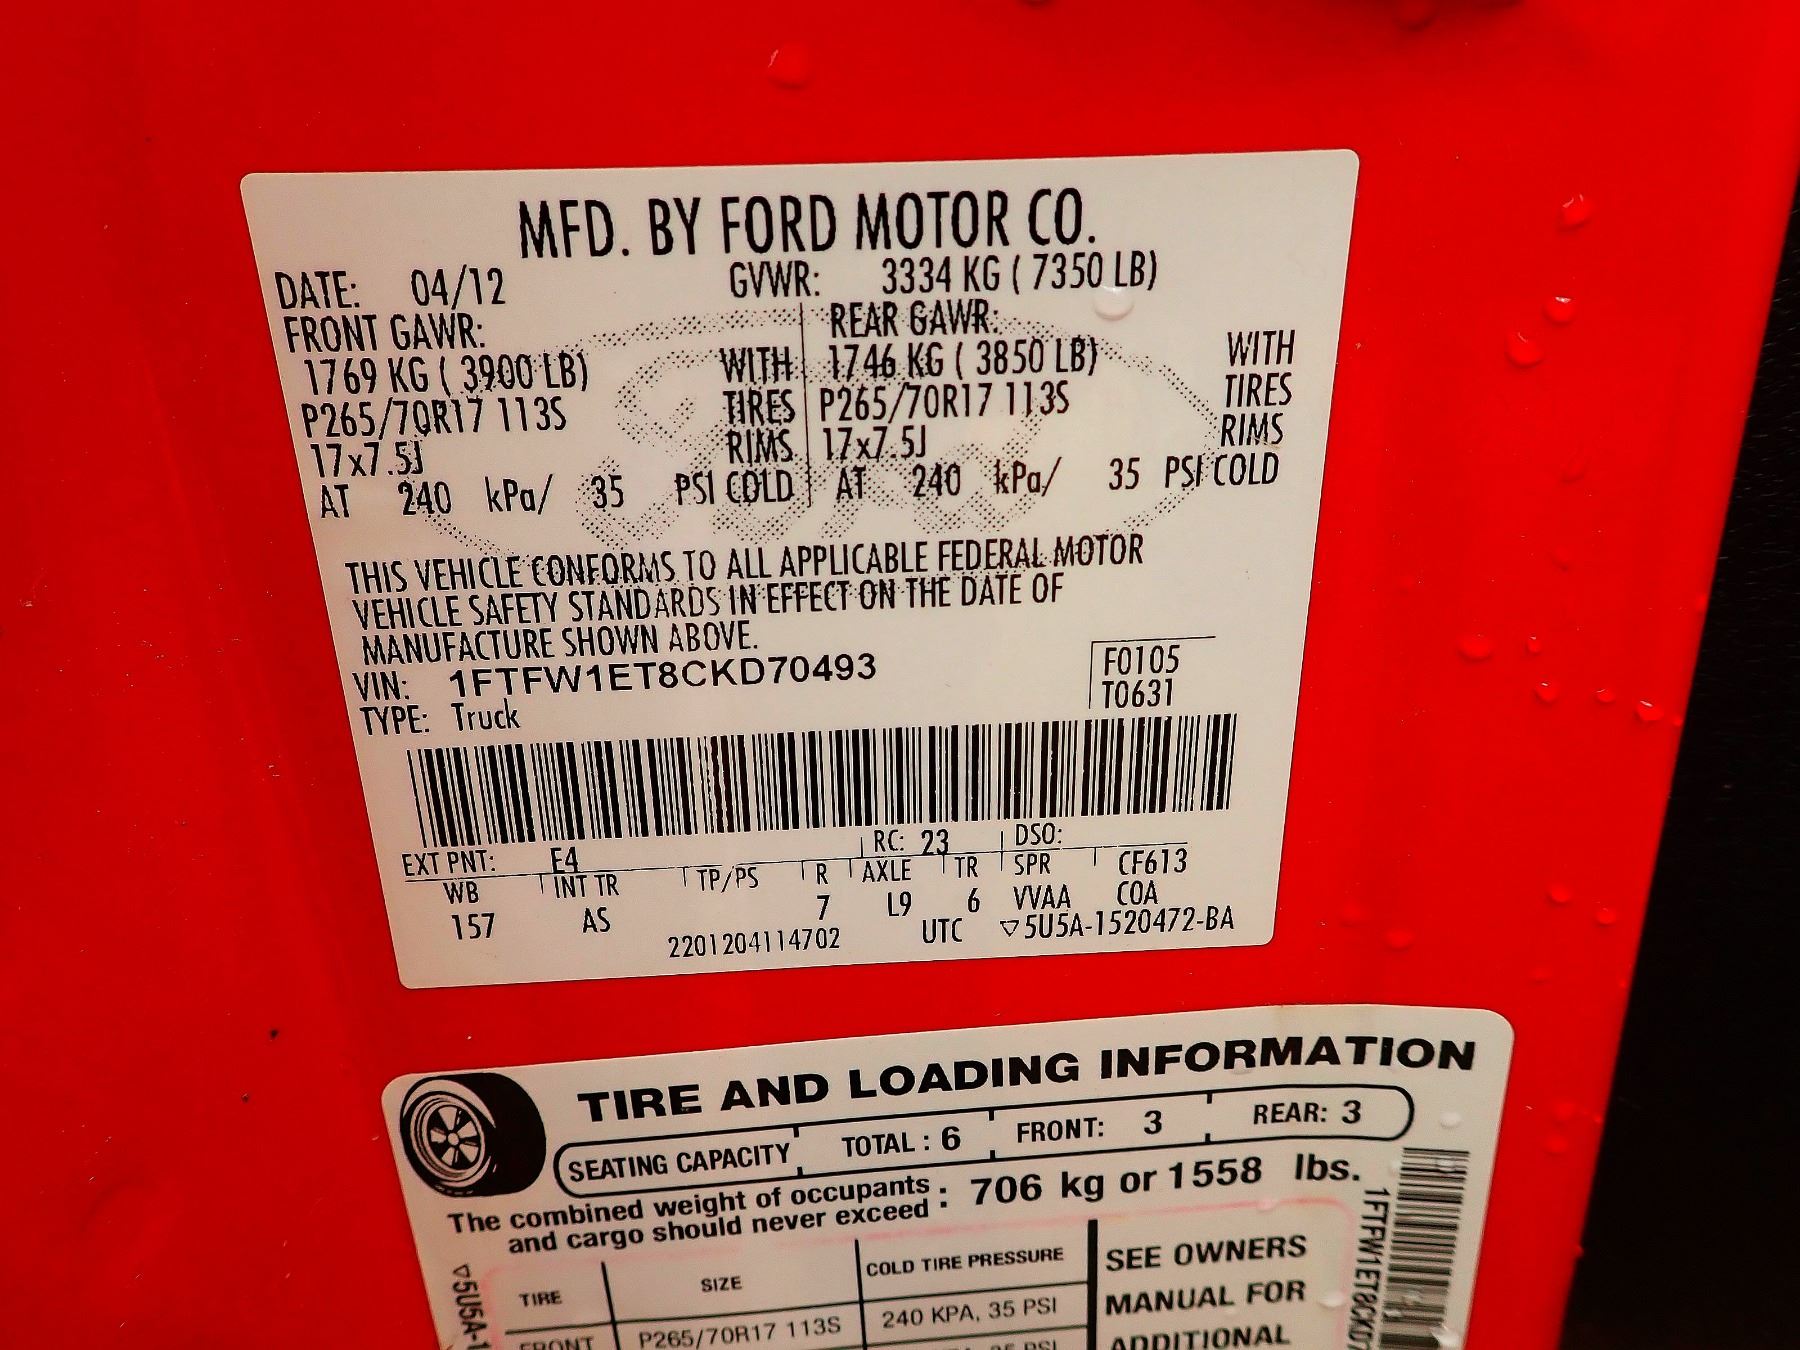 MFD. BY FORD MOTOR CO.
DATE: 04/12 GVWR: 3334 KG ( 7350 LB)
FRONT GAWR: REAR GAWR:
1769 KG ( 3900 LB) WITH 1746 KG ( 3850 LB) WITH
P265/70R17 113S TIRES P265/70R17 113S TIRES
17x7.5J RIMS 17x7.5J RIMS
AT 240 kPa/ 35 PSI COLD AT 240 kPa/ 35 PSI COLD
THIS VEHICLE CONFORMS TO ALL APPLICABLE FEDERAL MOTOR
VEHICLE SAFETY STANDARDS IN EFFECT ON THE DATE OF
MANUFACTURE SHOWN ABOVE.
VIN: 1FTFW1ET8CKD70493 F0105
TYPE: Truck T0631
EXT PNT: E4 RC: 23 DSO:
WB INT TR TP/PS R AXLE TR SPR CF613
157 AS 7 L9 6 VVAA COA
2201204114702 UTC ▽5U5A-1520472-BA
TIRE AND LOADING INFORMATION
SEATING CAPACITY TOTAL : 6 FRONT: 3 REAR: 3
The combined weight of occupants
and cargo should never exceed : 706 kg or 1558 lbs.
TIRE SIZE COLD TIRE PRESSURE SEE OWNERS
FRONT P265/70R17 113S 240 KPA, 35 PSI MANUAL FOR
ADDITIONAL
▽5U5A-1
1FTFW1ET8CKD7